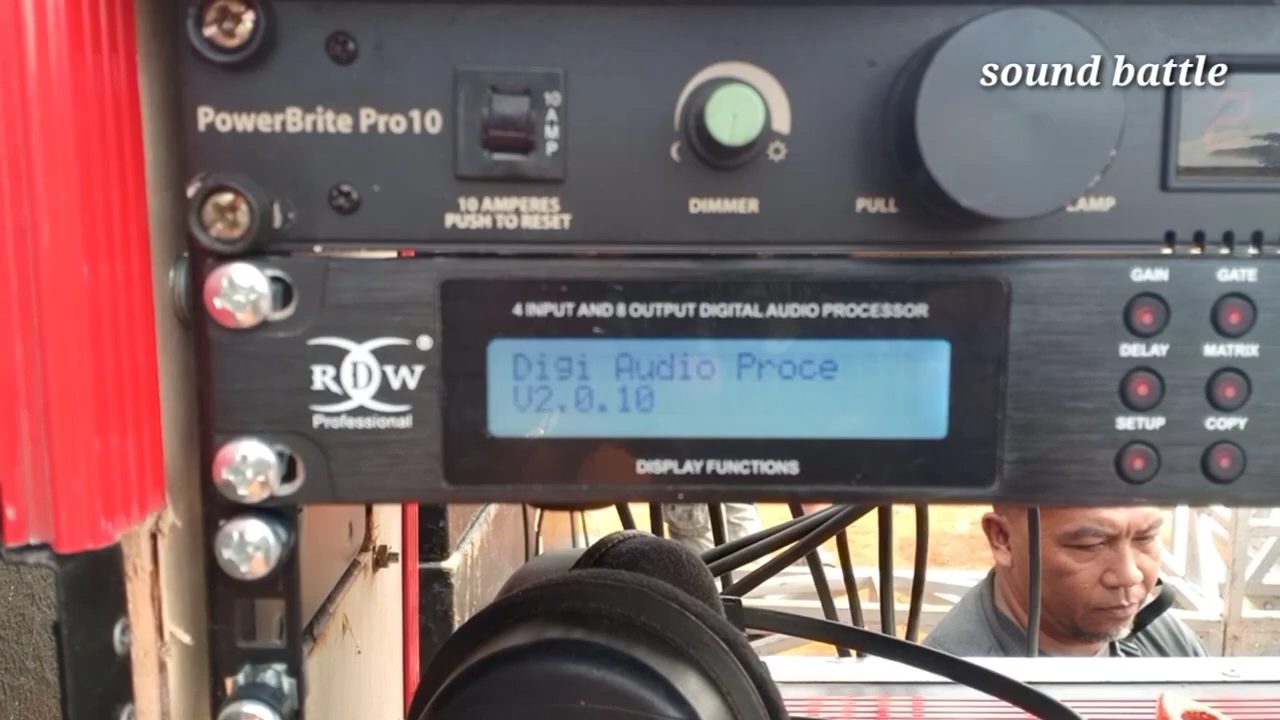 sound battle
PowerBrite Pro10
10 AMP
10 AMPERES
PUSH TO RESET
DIMMER
PULL
LAMP
GAIN
GATE
4 INPUT AND 8 OUTPUT DIGITAL AUDIO PROCESSOR
RDW®
Professional
Digi Audio Proce
V2.0.10
DELAY
MATRIX
SETUP
COPY
DISPLAY FUNCTIONS